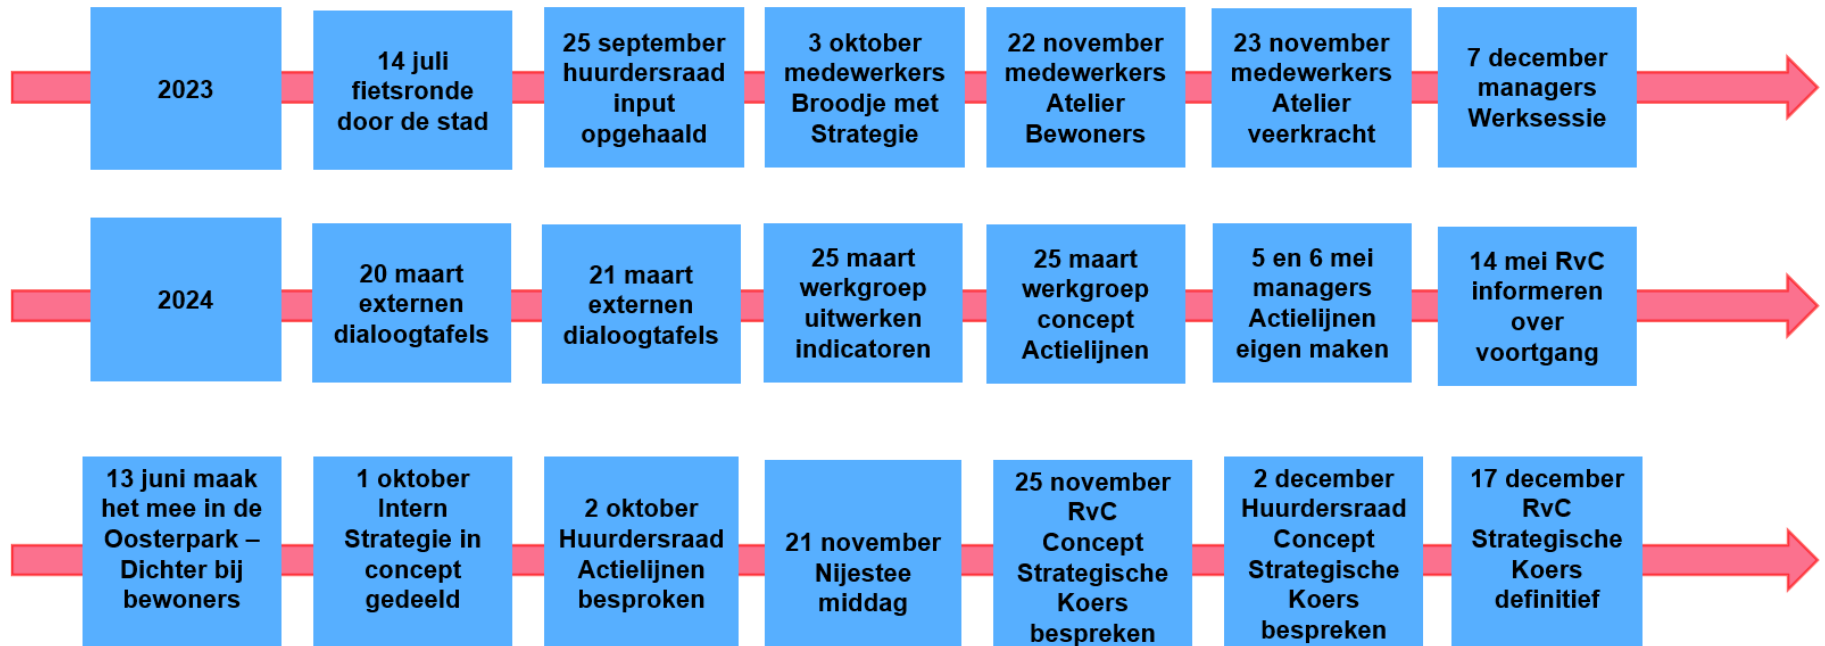 2023
14 juli
fietsronde
door de stad
25 september
huurdersraad
input
opgehaald
3 oktober
medewerkers
Broodje met
Strategie
22 november
medewerkers
Atelier
Bewoners
23 november
medewerkers
Atelier
veerkracht
7 december
managers
Werksessie
2024
20 maart
externen
dialoogtafels
21 maart
externen
dialoogtafels
25 maart
werkgroep
uitwerken
indicatoren
25 maart
werkgroep
concept
Actielijnen
5 en 6 mei
managers
Actielijnen
eigen maken
14 mei RvC
informeren
over
voortgang
13 juni maak
het mee in de
Oosterpark –
Dichter bij
bewoners
1 oktober
Intern
Strategie in
concept
gedeeld
2 oktober
Huurdersraad
Actielijnen
besproken
21 november
Nijestee
middag
25 november
RvC
Concept
Strategische
Koers
bespreken
2 december
Huurdersraad
Concept
Strategische
Koers
bespreken
17 december
RvC
Strategische
Koers
definitief